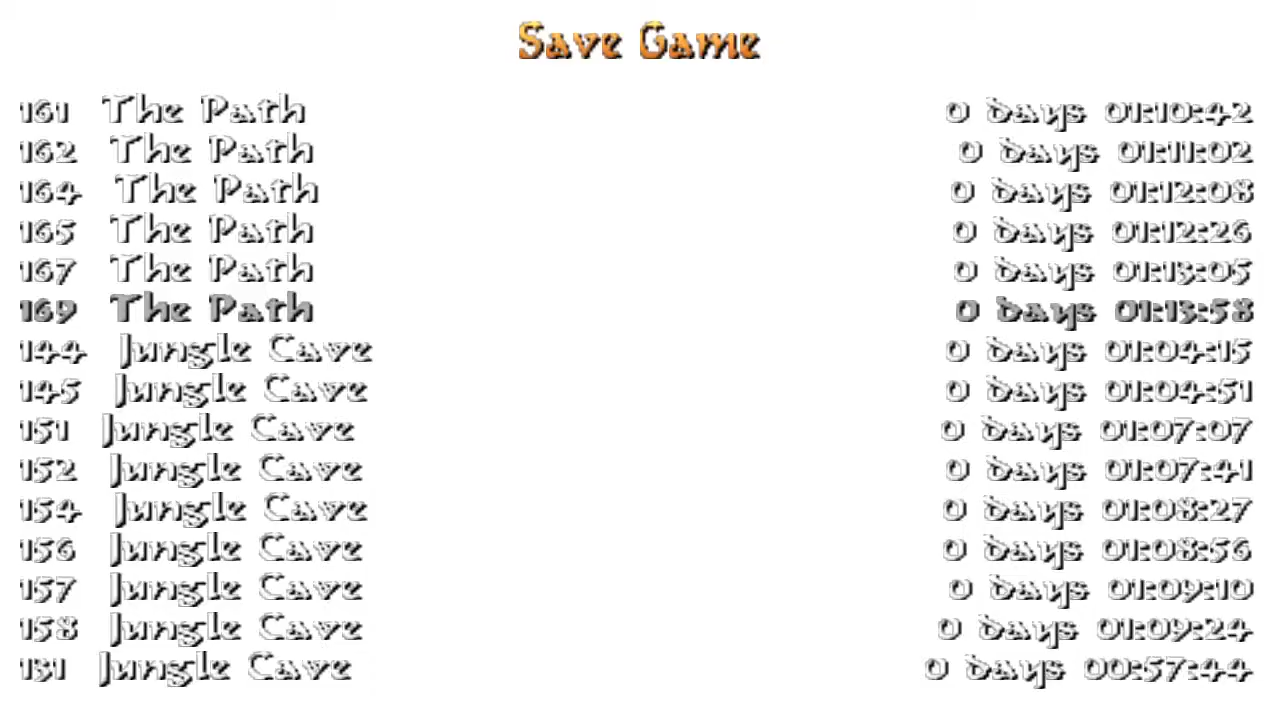 Save Game
161 The Path 0 days 01:10:42
162 The Path 0 days 01:11:02
164 The Path 0 days 01:12:08
165 The Path 0 days 01:12:26
167 The Path 0 days 01:13:05
169 The Path 0 days 01:13:58
144 Jungle Cave 0 days 01:04:15
145 Jungle Cave 0 days 01:04:51
151 Jungle Cave 0 days 01:07:07
152 Jungle Cave 0 days 01:07:41
154 Jungle Cave 0 days 01:08:27
156 Jungle Cave 0 days 01:08:56
157 Jungle Cave 0 days 01:09:10
158 Jungle Cave 0 days 01:09:24
131 Jungle Cave 0 days 00:57:44